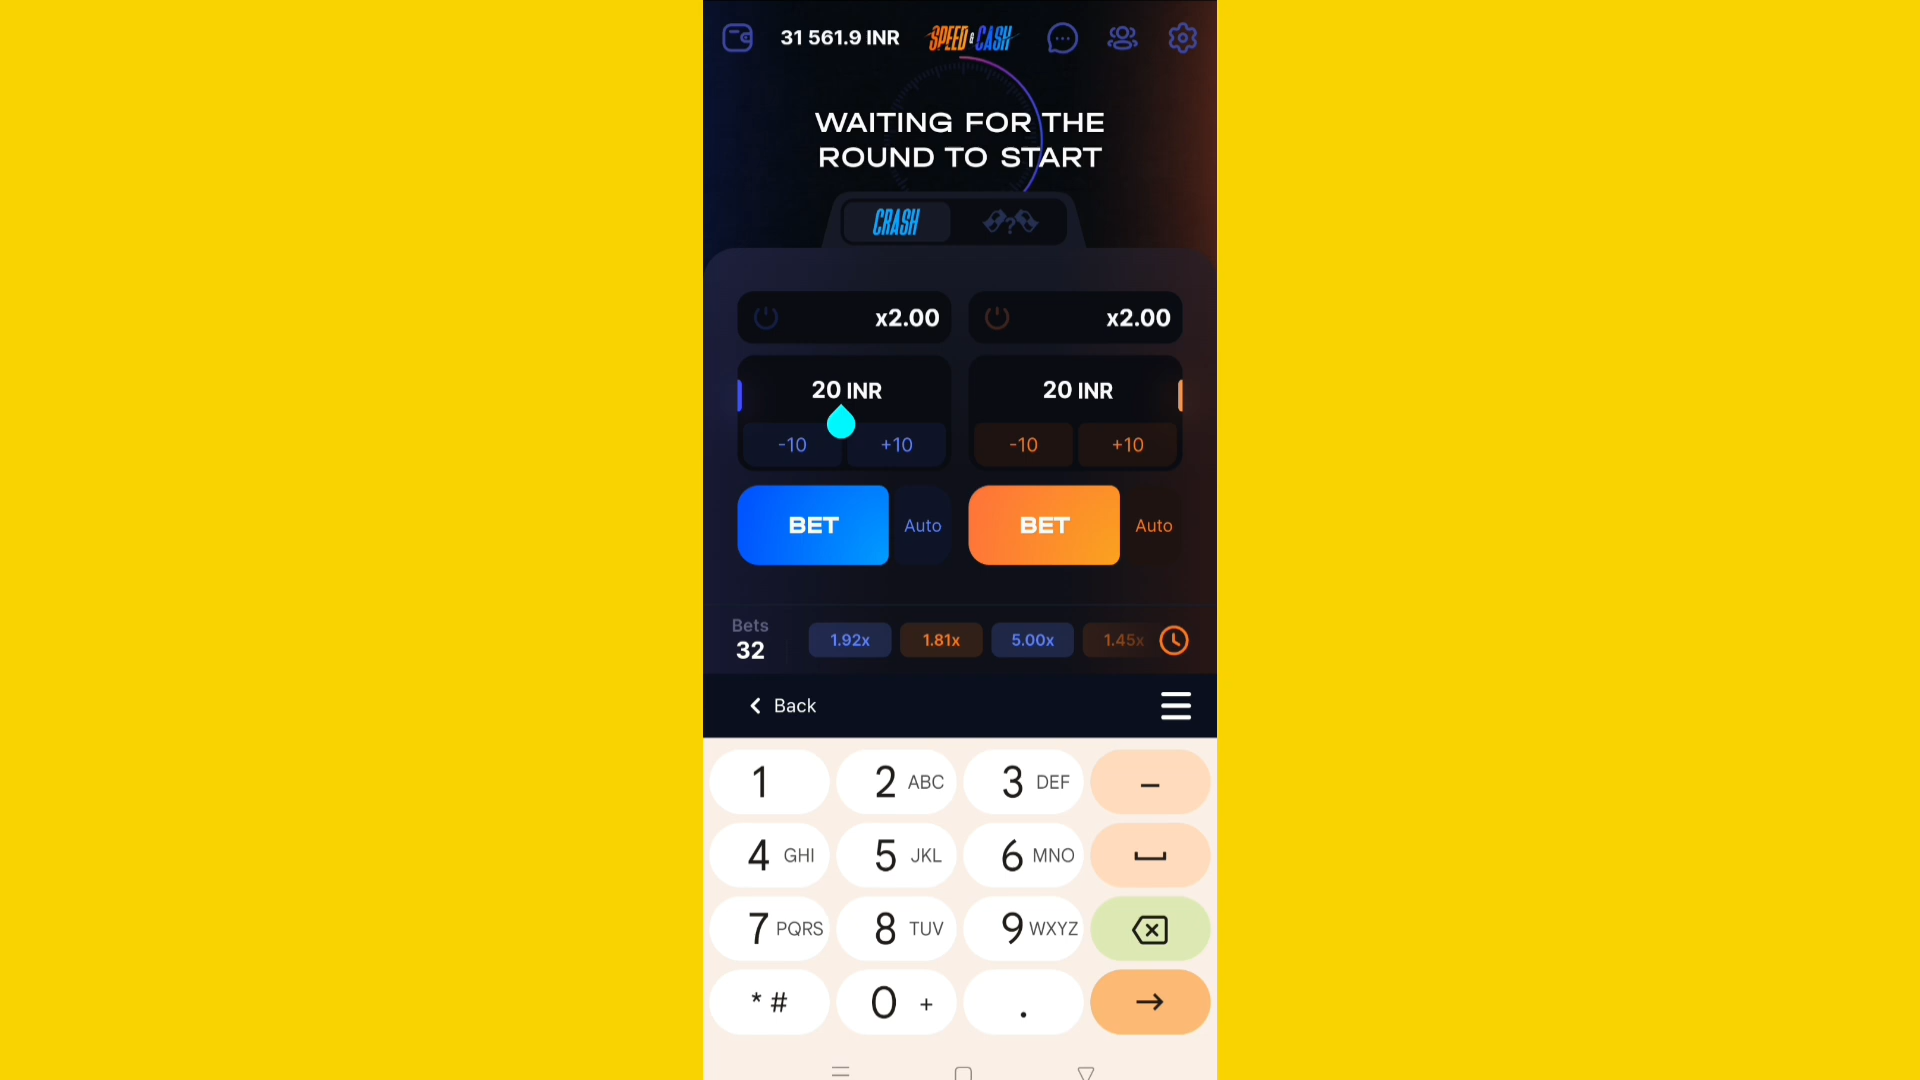 31 561.9 INR SPEED & CASH
WAITING FOR THE
ROUND TO START
CRASH ?
x2.00 x2.00
20 INR 20 INR
-10 +10 -10 +10
BET Auto BET Auto
Bets
32
1.92x 1.81x 5.00x 1.45x
Back
1 2 ABC 3 DEF –
4 GHI 5 JKL 6 MNO
7 PQRS 8 TUV 9 WXYZ
* # 0 + . →